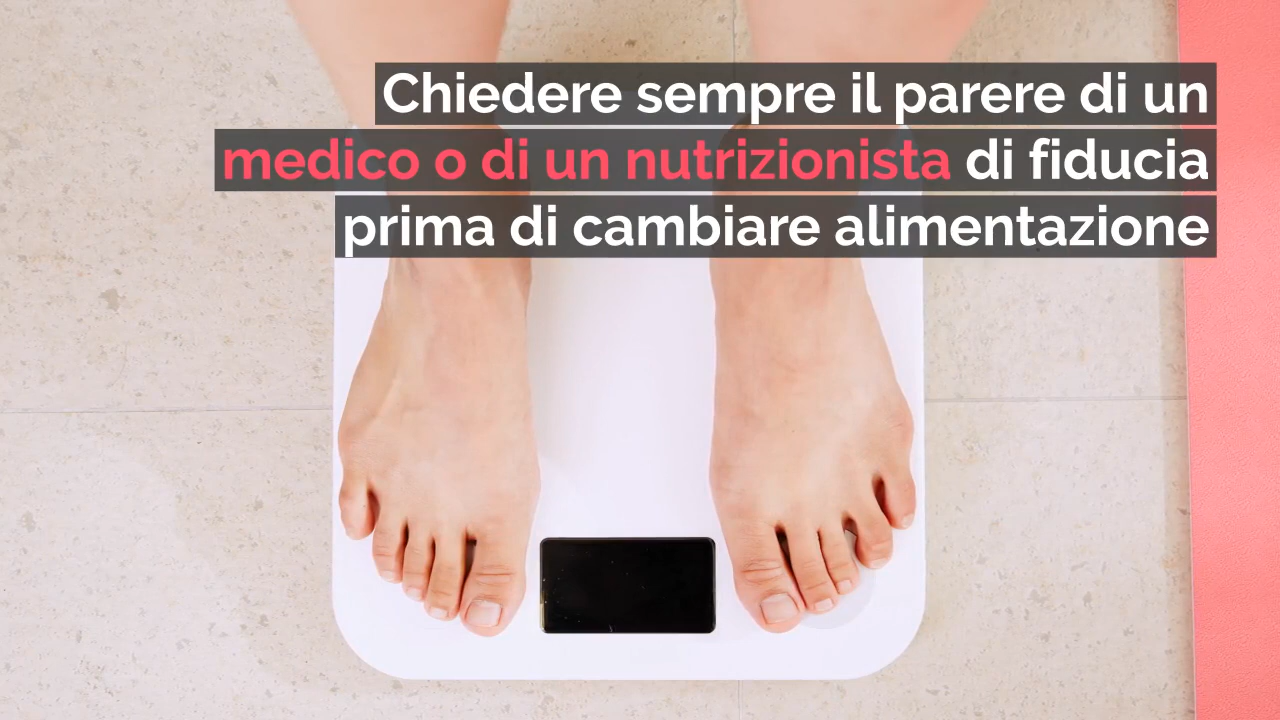 Chiedere sempre il parere di un
medico o di un nutrizionista di fiducia
prima di cambiare alimentazione